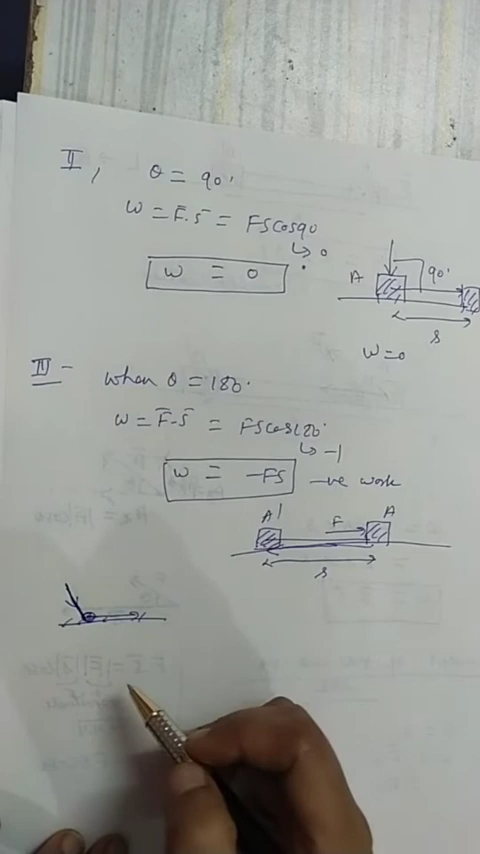 II, θ = 90°
W = F̄.S̄ = FScos90
↳ 0
W = 0
A 90°
S
W=0
III - when θ = 180°
W = F̄.S̄ = FScos180°
↳ -1
W = -FS -ve work
A' F A
S